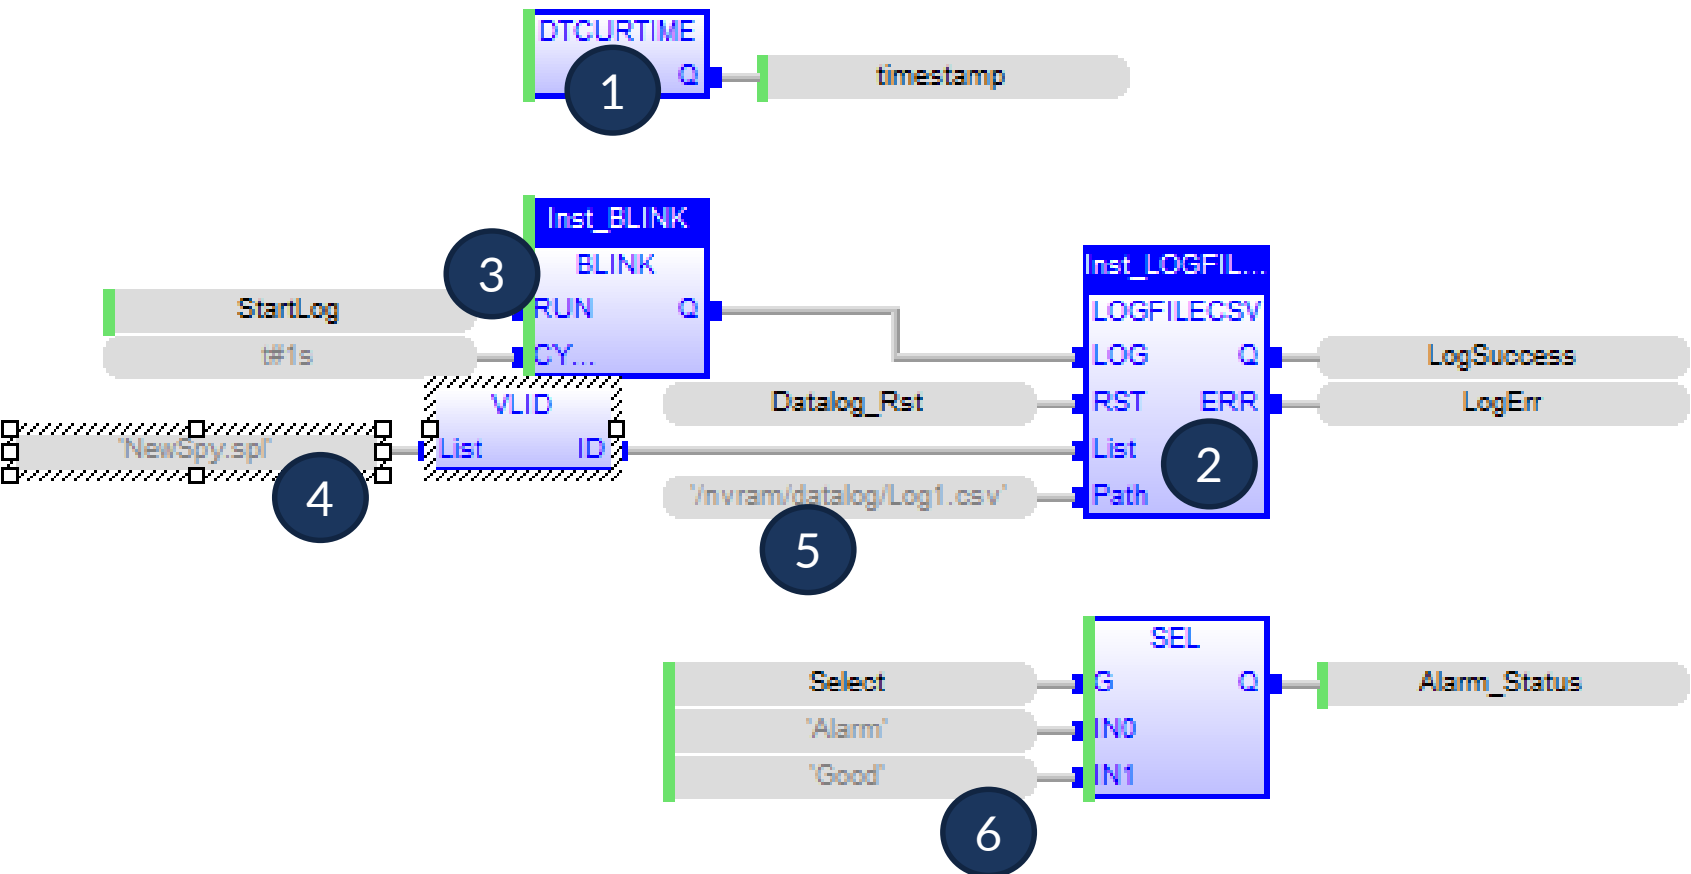 DTCURTIME
Q
timestamp
1
Inst_BLINK
BLINK
3
StartLog
RUN
Q
t#1s
CY...
Inst_LOGFIL...
LOGFILECSV
LOG
Q
LogSuccess
Datalog_Rst
RST
ERR
LogErr
VLID
'NewSpy.spl'
List
ID
List
4
2
'/nvram/datalog/Log1.csv'
Path
5
SEL
Select
G
Q
Alarm_Status
'Alarm'
IN0
'Good'
IN1
6